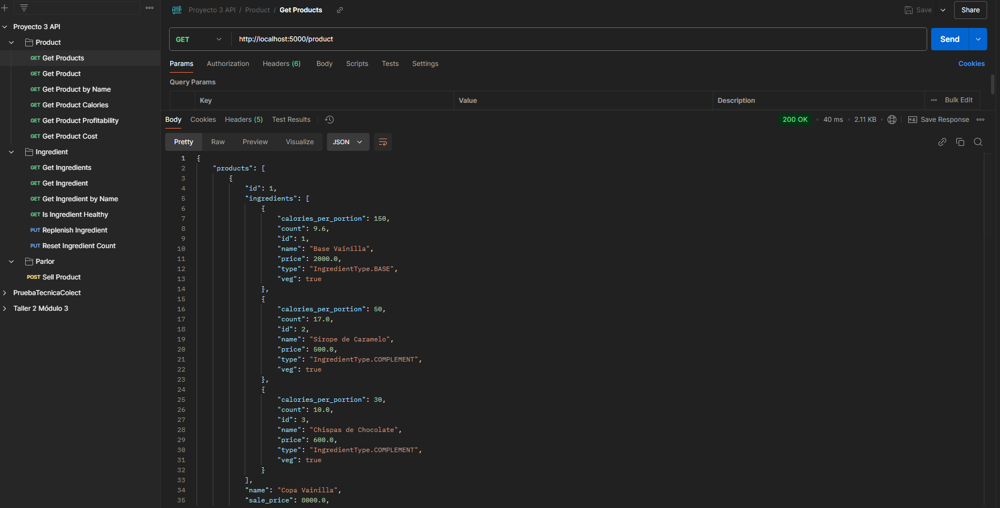 Proyecto 3 API / Product / Get Products
Save
Share
Proyecto 3 API
Product
GET Get Products
GET Get Product
GET Get Product by Name
GET Get Product Calories
GET Get Product Profitability
GET Get Product Cost
Ingredient
GET Get Ingredients
GET Get Ingredient
GET Get Ingredient by Name
GET Is Ingredient Healthy
PUT Replenish Ingredient
PUT Reset Ingredient Count
Parlor
POST Sell Product
PruebaTecnicaColect
Taller 2 Módulo 3
HTTP
GET http://localhost:5000/product
Send
Params Authorization Headers (6) Body Scripts Tests Settings Cookies
Query Params
Key Value Description Bulk Edit
Body Cookies Headers (5) Test Results 200 OK 40 ms 2.11 KB e.g. Save Response
Pretty Raw Preview Visualize JSON
1 {
2 "products": [
3 {
4 "id": 1,
5 "ingredients": [
6 {
7 "calories_per_portion": 150,
8 "count": 9.6,
9 "id": 1,
10 "name": "Base Vainilla",
11 "price": 2000.0,
12 "type": "IngredientType.BASE",
13 "veg": true
14 },
15 {
16 "calories_per_portion": 50,
17 "count": 17.0,
18 "id": 2,
19 "name": "Sirope de Caramelo",
20 "price": 500.0,
21 "type": "IngredientType.COMPLEMENT",
22 "veg": true
23 },
24 {
25 "calories_per_portion": 30,
26 "count": 10.0,
27 "id": 3,
28 "name": "Chispas de Chocolate",
29 "price": 600.0,
30 "type": "IngredientType.COMPLEMENT",
31 "veg": true
32 }
33 ],
34 "name": "Copa Vainilla",
35 "sale_price": 8000.0,